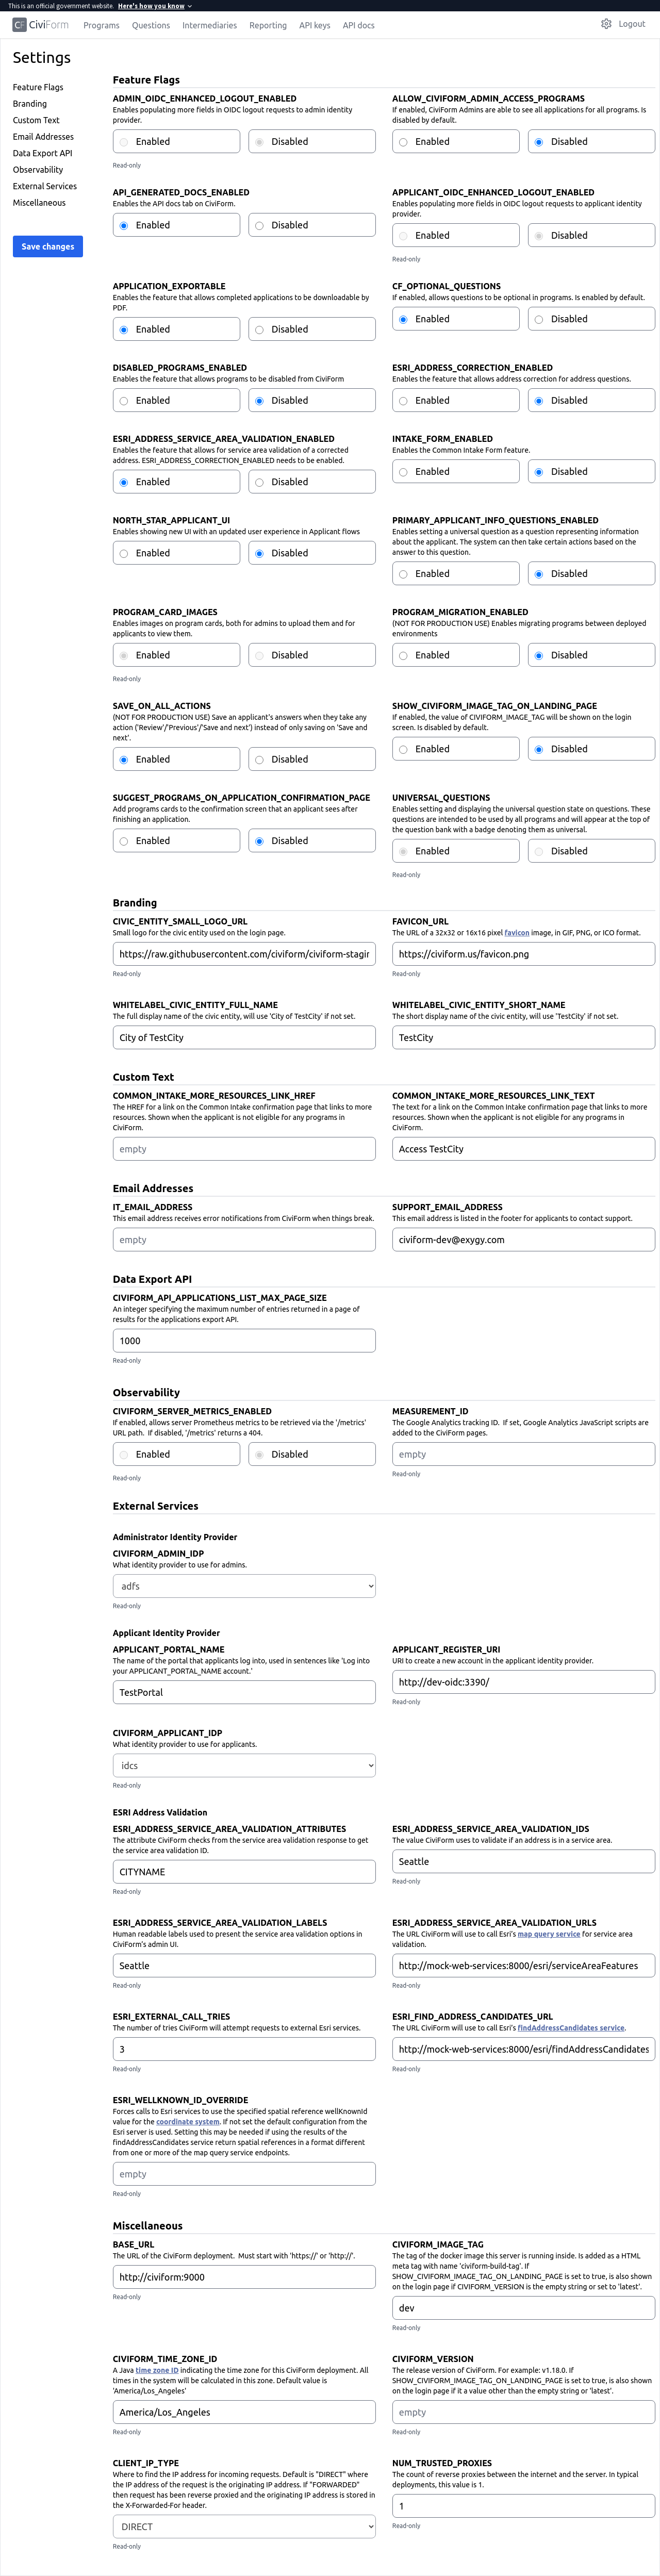 This is an official government website. Here's how you know
CF CiviForm Programs Questions Intermediaries Reporting API keys API docs Logout
Settings
Feature Flags
Branding
Custom Text
Email Addresses
Data Export API
Observability
External Services
Miscellaneous
Save changes
Feature Flags
ADMIN_OIDC_ENHANCED_LOGOUT_ENABLED
Enables populating more fields in OIDC logout requests to admin identity
provider.
Enabled Disabled
Read-only
ALLOW_CIVIFORM_ADMIN_ACCESS_PROGRAMS
If enabled, CiviForm Admins are able to see all applications for all programs. Is
disabled by default.
Enabled Disabled
API_GENERATED_DOCS_ENABLED
Enables the API docs tab on CiviForm.
Enabled Disabled
APPLICANT_OIDC_ENHANCED_LOGOUT_ENABLED
Enables populating more fields in OIDC logout requests to applicant identity
provider.
Enabled Disabled
Read-only
APPLICATION_EXPORTABLE
Enables the feature that allows completed applications to be downloadable by
PDF.
Enabled Disabled
CF_OPTIONAL_QUESTIONS
If enabled, allows questions to be optional in programs. Is enabled by default.
Enabled Disabled
DISABLED_PROGRAMS_ENABLED
Enables the feature that allows programs to be disabled from CiviForm
Enabled Disabled
ESRI_ADDRESS_CORRECTION_ENABLED
Enables the feature that allows address correction for address questions.
Enabled Disabled
ESRI_ADDRESS_SERVICE_AREA_VALIDATION_ENABLED
Enables the feature that allows for service area validation of a corrected
address. ESRI_ADDRESS_CORRECTION_ENABLED needs to be enabled.
Enabled Disabled
INTAKE_FORM_ENABLED
Enables the Common Intake Form feature.
Enabled Disabled
NORTH_STAR_APPLICANT_UI
Enables showing new UI with an updated user experience in Applicant flows
Enabled Disabled
PRIMARY_APPLICANT_INFO_QUESTIONS_ENABLED
Enables setting a universal question as a question representing information
about the applicant. The system can then take certain actions based on the
answer to this question.
Enabled Disabled
PROGRAM_CARD_IMAGES
Enables images on program cards, both for admins to upload them and for
applicants to view them.
Enabled Disabled
Read-only
PROGRAM_MIGRATION_ENABLED
(NOT FOR PRODUCTION USE) Enables migrating programs between deployed
environments
Enabled Disabled
SAVE_ON_ALL_ACTIONS
(NOT FOR PRODUCTION USE) Save an applicant's answers when they take any
action ('Review'/'Previous'/'Save and next') instead of only saving on 'Save and
next'.
Enabled Disabled
SHOW_CIVIFORM_IMAGE_TAG_ON_LANDING_PAGE
If enabled, the value of CIVIFORM_IMAGE_TAG will be shown on the login
screen. Is disabled by default.
Enabled Disabled
SUGGEST_PROGRAMS_ON_APPLICATION_CONFIRMATION_PAGE
Add programs cards to the confirmation screen that an applicant sees after
finishing an application.
Enabled Disabled
UNIVERSAL_QUESTIONS
Enables setting and displaying the universal question state on questions. These
questions are intended to be used by all programs and will appear at the top of
the question bank with a badge denoting them as universal.
Enabled Disabled
Read-only
Branding
CIVIC_ENTITY_SMALL_LOGO_URL
Small logo for the civic entity used on the login page.
https://raw.githubusercontent.com/civiform/civiform-stagir
Read-only
FAVICON_URL
The URL of a 32x32 or 16x16 pixel favicon image, in GIF, PNG, or ICO format.
https://civiform.us/favicon.png
Read-only
WHITELABEL_CIVIC_ENTITY_FULL_NAME
The full display name of the civic entity, will use 'City of TestCity' if not set.
City of TestCity
WHITELABEL_CIVIC_ENTITY_SHORT_NAME
The short display name of the civic entity, will use 'TestCity' if not set.
TestCity
Custom Text
COMMON_INTAKE_MORE_RESOURCES_LINK_HREF
The HREF for a link on the Common Intake confirmation page that links to more
resources. Shown when the applicant is not eligible for any programs in
CiviForm.
empty
COMMON_INTAKE_MORE_RESOURCES_LINK_TEXT
The text for a link on the Common Intake confirmation page that links to more
resources. Shown when the applicant is not eligible for any programs in
CiviForm.
Access TestCity
Email Addresses
IT_EMAIL_ADDRESS
This email address receives error notifications from CiviForm when things break.
empty
SUPPORT_EMAIL_ADDRESS
This email address is listed in the footer for applicants to contact support.
civiform-dev@exygy.com
Data Export API
CIVIFORM_API_APPLICATIONS_LIST_MAX_PAGE_SIZE
An integer specifying the maximum number of entries returned in a page of
results for the applications export API.
1000
Read-only
Observability
CIVIFORM_SERVER_METRICS_ENABLED
If enabled, allows server Prometheus metrics to be retrieved via the '/metrics'
URL path. If disabled, '/metrics' returns a 404.
Enabled Disabled
Read-only
MEASUREMENT_ID
The Google Analytics tracking ID. If set, Google Analytics JavaScript scripts are
added to the CiviForm pages.
empty
Read-only
External Services
Administrator Identity Provider
CIVIFORM_ADMIN_IDP
What identity provider to use for admins.
adfs
Read-only
Applicant Identity Provider
APPLICANT_PORTAL_NAME
The name of the portal that applicants log into, used in sentences like 'Log into
your APPLICANT_PORTAL_NAME account.'
TestPortal
APPLICANT_REGISTER_URI
URI to create a new account in the applicant identity provider.
http://dev-oidc:3390/
Read-only
CIVIFORM_APPLICANT_IDP
What identity provider to use for applicants.
idcs
Read-only
ESRI Address Validation
ESRI_ADDRESS_SERVICE_AREA_VALIDATION_ATTRIBUTES
The attribute CiviForm checks from the service area validation response to get
the service area validation ID.
CITYNAME
Read-only
ESRI_ADDRESS_SERVICE_AREA_VALIDATION_IDS
The value CiviForm uses to validate if an address is in a service area.
Seattle
Read-only
ESRI_ADDRESS_SERVICE_AREA_VALIDATION_LABELS
Human readable labels used to present the service area validation options in
CiviForm's admin UI.
Seattle
Read-only
ESRI_ADDRESS_SERVICE_AREA_VALIDATION_URLS
The URL CiviForm will use to call Esri's map query service for service area
validation.
http://mock-web-services:8000/esri/serviceAreaFeatures
Read-only
ESRI_EXTERNAL_CALL_TRIES
The number of tries CiviForm will attempt requests to external Esri services.
3
Read-only
ESRI_FIND_ADDRESS_CANDIDATES_URL
The URL CiviForm will use to call Esri's findAddressCandidates service.
http://mock-web-services:8000/esri/findAddressCandidates
Read-only
ESRI_WELLKNOWN_ID_OVERRIDE
Forces calls to Esri services to use the specified spatial reference wellKnownId
value for the coordinate system. If not set the default configuration from the
Esri server is used. Setting this may be needed if using the results of the
findAddressCandidates service return spatial references in a format different
from one or more of the map query service endpoints.
empty
Read-only
Miscellaneous
BASE_URL
The URL of the CiviForm deployment. Must start with 'https://' or 'http://'.
http://civiform:9000
Read-only
CIVIFORM_IMAGE_TAG
The tag of the docker image this server is running inside. Is added as a HTML
meta tag with name 'civiform-build-tag'. If
SHOW_CIVIFORM_IMAGE_TAG_ON_LANDING_PAGE is set to true, is also shown
on the login page if CIVIFORM_VERSION is the empty string or set to 'latest'.
dev
Read-only
CIVIFORM_TIME_ZONE_ID
A Java time zone ID indicating the time zone for this CiviForm deployment. All
times in the system will be calculated in this zone. Default value is
'America/Los_Angeles'
America/Los_Angeles
Read-only
CIVIFORM_VERSION
The release version of CiviForm. For example: v1.18.0. If
SHOW_CIVIFORM_IMAGE_TAG_ON_LANDING_PAGE is set to true, is also shown
on the login page if it a value other than the empty string or 'latest'.
empty
Read-only
CLIENT_IP_TYPE
Where to find the IP address for incoming requests. Default is "DIRECT" where
the IP address of the request is the originating IP address. If "FORWARDED"
then request has been reverse proxied and the originating IP address is stored in
the X-Forwarded-For header.
DIRECT
Read-only
NUM_TRUSTED_PROXIES
The count of reverse proxies between the internet and the server. In typical
deployments, this value is 1.
1
Read-only